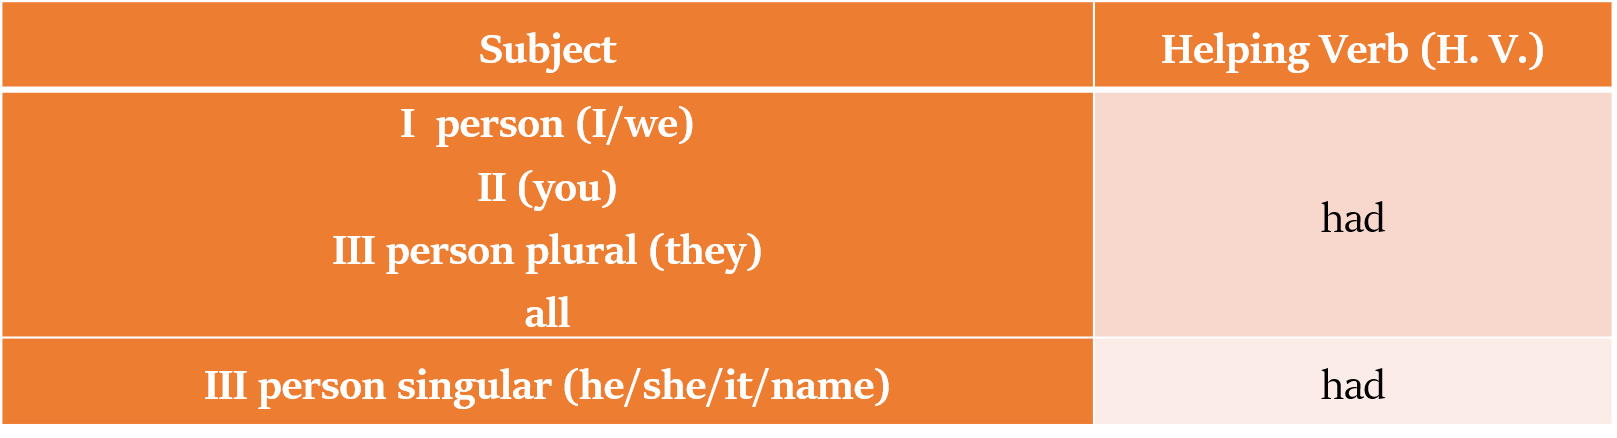 Subject
Helping Verb (H. V.)
I  person (I/we)
II (you)
III person plural (they)
all
had
III person singular (he/she/it/name)
had